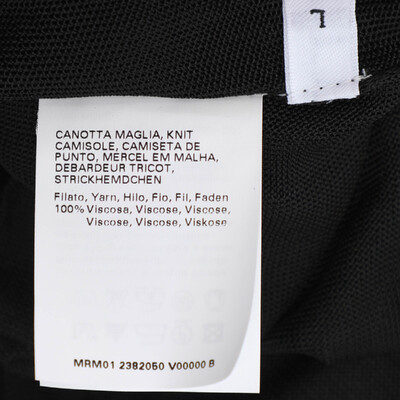 L
CANOTTA MAGLIA, KNIT
CAMISOLE, CAMISETA DE
PUNTO, MERCEL EM MALHA,
DEBARDEUR TRICOT,
STRICKHEMDCHEN
Filato, Yarn, Hilo, Fio, Fil, Faden
100% Viscosa, Viscose, Viscose,
Viscose, Viscose, Viskose
MRM01 2382050 V00000 B